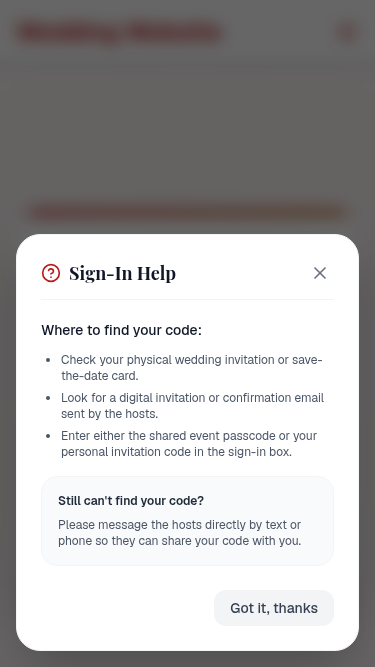 Wedding Website
Sign-In Help
Where to find your code:
Check your physical wedding invitation or save-
the-date card.
Look for a digital invitation or confirmation email
sent by the hosts.
Enter either the shared event passcode or your
personal invitation code in the sign-in box.
Still can't find your code?
Please message the hosts directly by text or
phone so they can share your code with you.
Got it, thanks